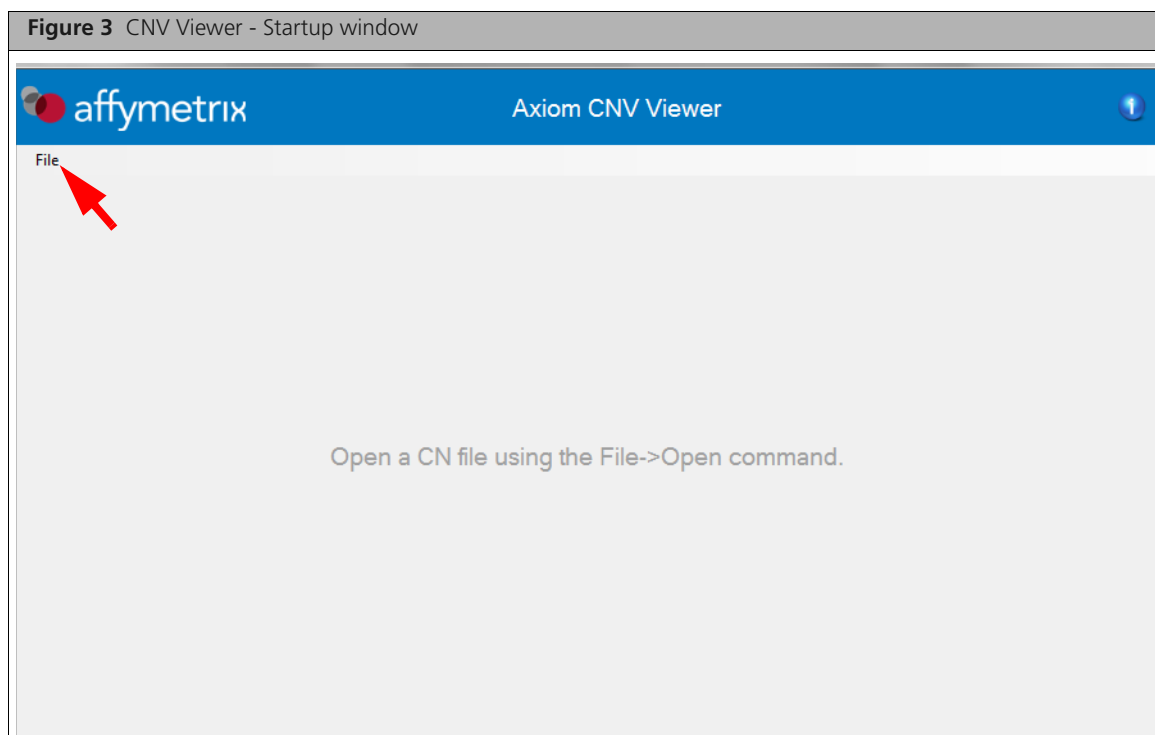 Figure 3 CNV Viewer - Startup window
affymetrix
Axiom CNV Viewer
File
Open a CN file using the File->Open command.